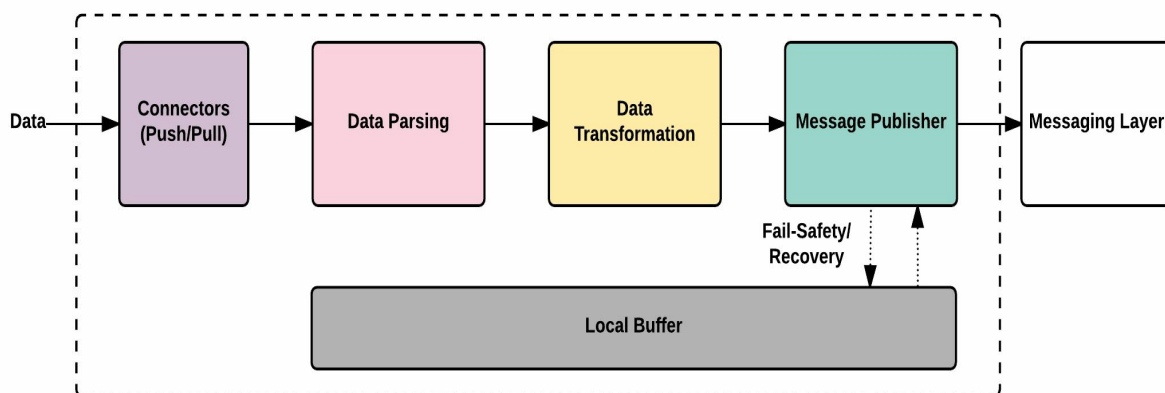 Data
Connectors
(Push/Pull)
Data Parsing
Data
Transformation
Message Publisher
Messaging Layer
Fail-Safety/
Recovery
Local Buffer